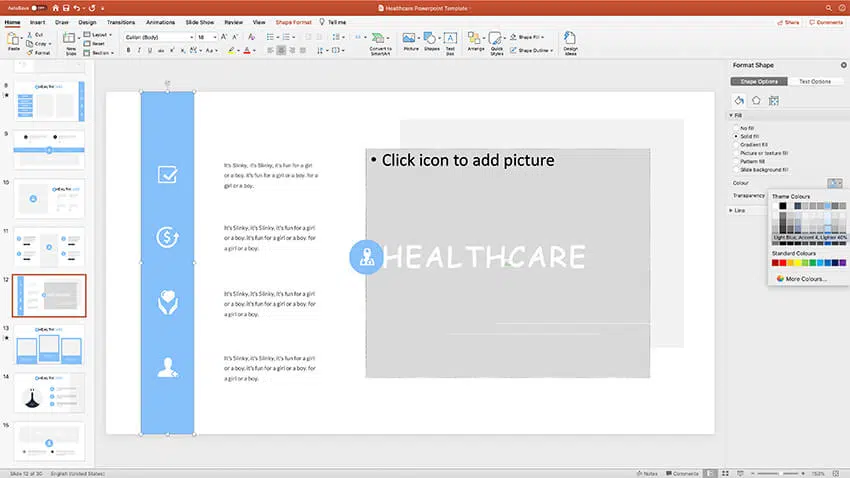 AutoSave OFF
Healthcare Powerpoint Template
Home Insert Draw Design Transitions Animations Slide Show Review View Shape Format Tell me
Share Comments
Paste
Cut
Copy
Format
New Slide
Layout
Reset
Section
Calibri (Body) 18
Convert to SmartArt
Picture
Shapes
Text Box
Arrange
Quick Styles
Shape Fill
Shape Outline
Design Ideas
8
9
10
11
12
13
14
15
HEALTHCARE
It's Slinky, it's Slinky, it's fun for a girl
or a boy. it's fun for a girl or a boy. for a
girl or a boy.
It's Slinky, it's Slinky, it's fun for a girl
or a boy. it's fun for a girl or a boy. for
a girl or a boy.
It's Slinky, it's Slinky, it's fun for a girl
or a boy. it's fun for a girl or a boy. for
a girl or a boy.
It's Slinky, it's Slinky, it's fun for a girl
or a boy. it's fun for a girl or a boy. for
a girl or a boy.
• Click icon to add picture
HEALTHCARE
Format Shape
Shape Options Text Options
Fill
No fill
Solid fill
Gradient fill
Picture or texture fill
Pattern fill
Slide background fill
Colour
Transparency
Line
Theme Colours
Light Blue, Accent 4, Lighter 40%
Standard Colours
More Colours...
Slide 12 of 30 English (United States)
Notes Comments 153%